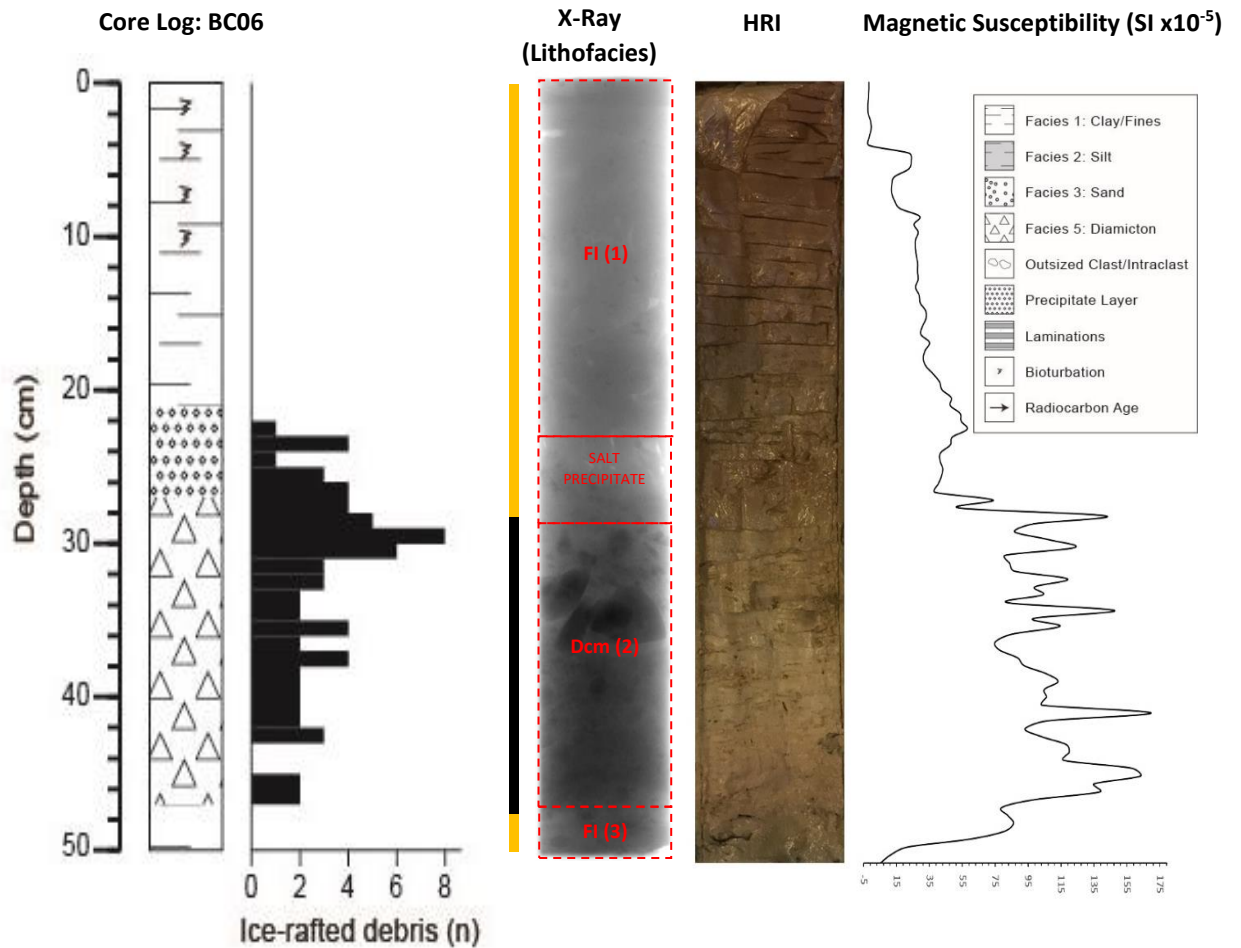 Core Log: BC06
X-Ray
(Lithofacies)
HRI
Magnetic Susceptibility (SI x10-5)
0
10
20
30
40
50
Depth (cm)
0 2 4 6 8
Ice-rafted debris (n)
Fl (1)
SALT
PRECIPITATE
Dcm (2)
Fl (3)
Facies 1: Clay/Fines
Facies 2: Silt
Facies 3: Sand
Facies 5: Diamicton
Outsized Clast/Intraclast
Precipitate Layer
Laminations
Bioturbation
Radiocarbon Age
-5 15 35 55 75 95 115 135 155 175